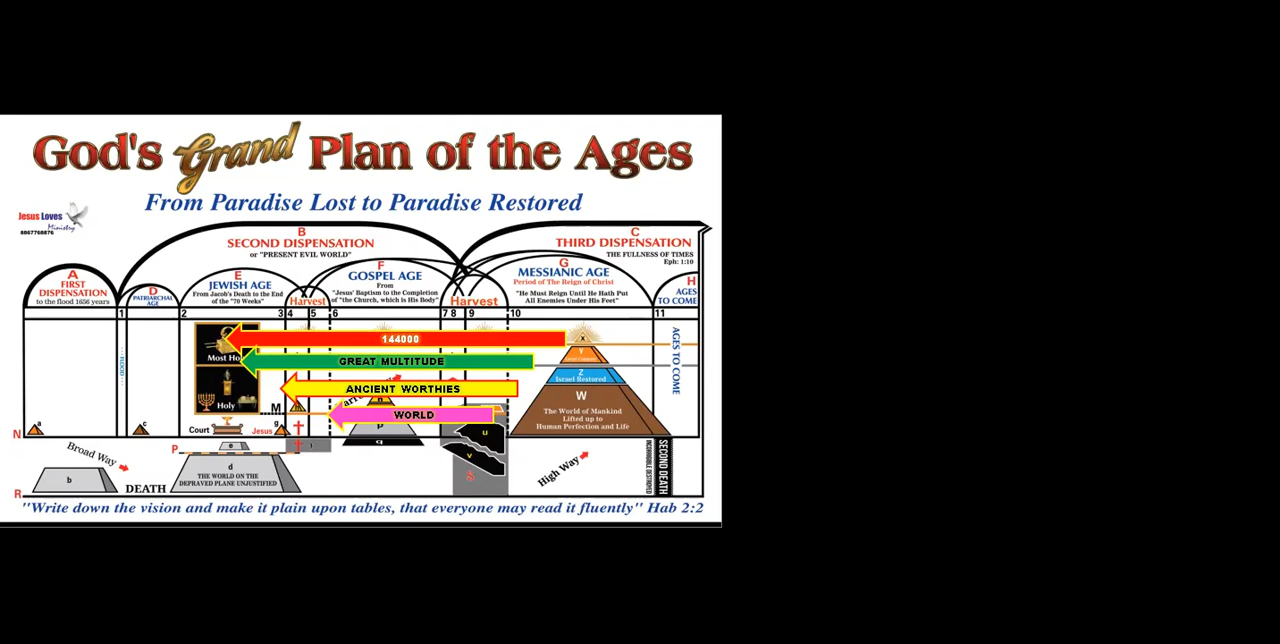 God's Grand Plan of the Ages
From Paradise Lost to Paradise Restored
Jesus Loves
Ministry
8867768876
A
FIRST
DISPENSATION
to the flood 1656 years
B
SECOND DISPENSATION
or "PRESENT EVIL WORLD"
C
THIRD DISPENSATION
THE FULLNESS OF TIMES
Eph: 1:10
D
PATRIARCHAL
AGE
E
JEWISH AGE
From Jacob's Death to the End
of the "70 Weeks"
Harvest
F
GOSPEL AGE
From
"Jesus' Baptism to the Completion
of "the Church, which is His Body"
Harvest
G
MESSIANIC AGE
Period of The Reign of Christ
"He Must Reign Until He Hath Put
All Enemies Under His Feet"
H
AGES
TO COME
1 2 3 4 5 6 7 8 9 10 11
FLOOD
Most Ho
Holy
Court
Jesus
M
144000
GREAT MULTITUDE
ANCIENT WORTHIES
WORLD
x
Y
Z
Israel Restored
W
The World of Mankind
Lifted up to
Human Perfection and Life
AGES TO COME
N
a
c
g
n
p
q
t
u
v
S
P
e
d
THE WORLD ON THE
DEPRAVED PLANE UNJUSTIFIED
Broad Way
b
DEATH
High Way
INCORRIGIBLE DESTROYED
SECOND DEATH
R
"Write down the vision and make it plain upon tables, that everyone may read it fluently" Hab 2:2